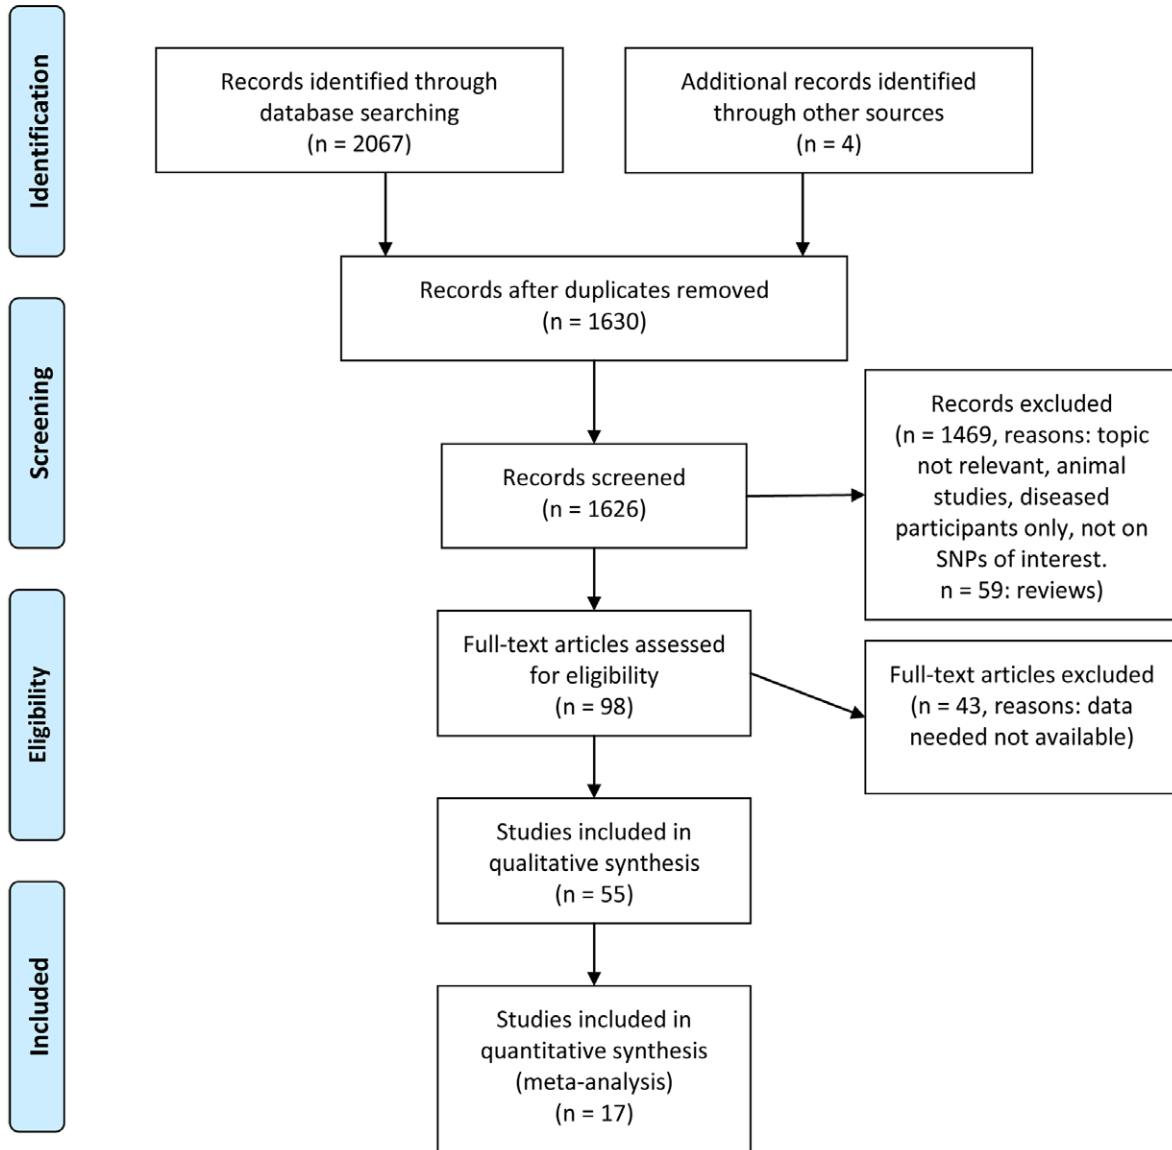 Identification
Records identified through
database searching
(n = 2067)
Additional records identified
through other sources
(n = 4)
Records after duplicates removed
(n = 1630)
Screening
Records screened
(n = 1626)
Records excluded
(n = 1469, reasons: topic
not relevant, animal
studies, diseased
participants only, not on
SNPs of interest.
n = 59: reviews)
Eligibility
Full-text articles assessed
for eligibility
(n = 98)
Full-text articles excluded
(n = 43, reasons: data
needed not available)
Studies included in
qualitative synthesis
(n = 55)
Included
Studies included in
quantitative synthesis
(meta-analysis)
(n = 17)